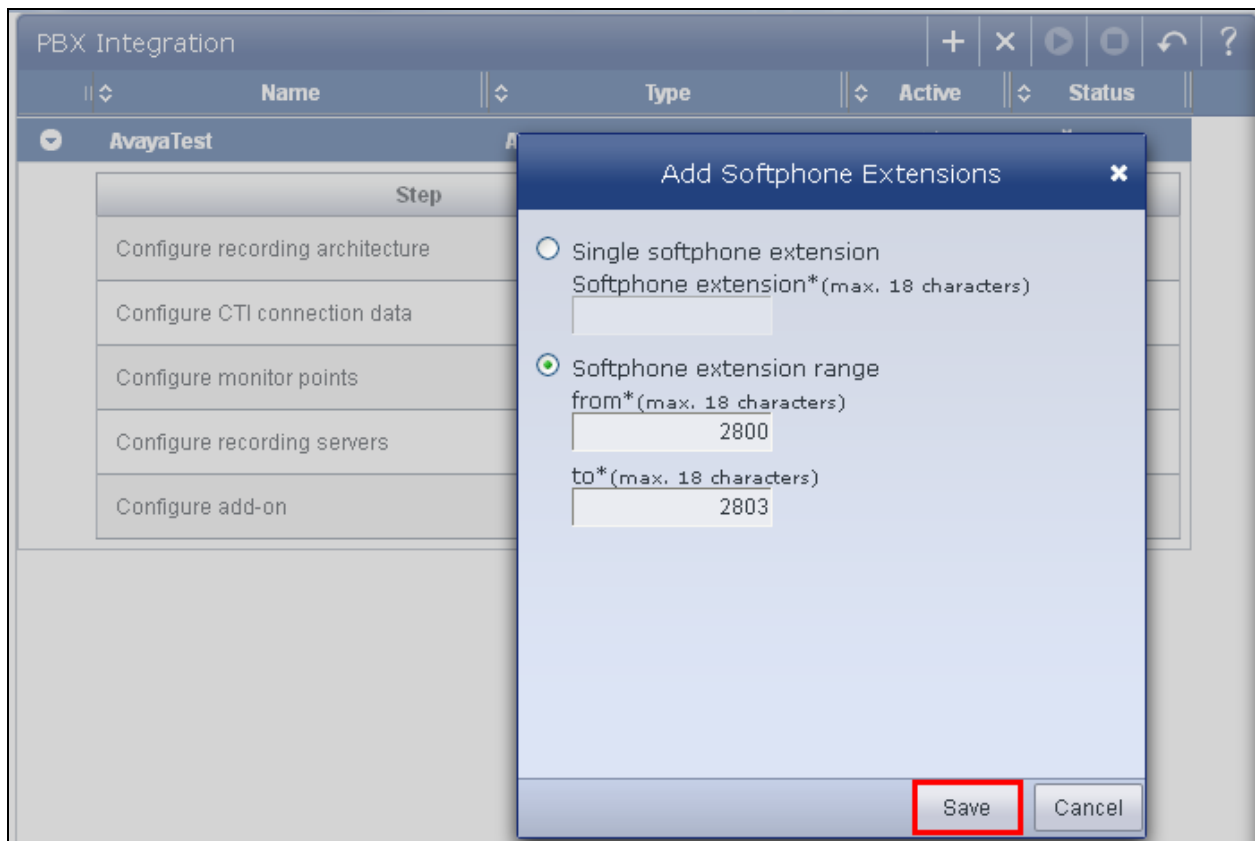 PBX Integration
Name Type Active Status
AvayaTest A
Add Softphone Extensions
Step
Configure recording architecture
Configure CTI connection data
Configure monitor points
Configure recording servers
Configure add-on
Single softphone extension
Softphone extension*(max. 18 characters)
Softphone extension range
from*(max. 18 characters)
2800
to*(max. 18 characters)
2803
Save Cancel